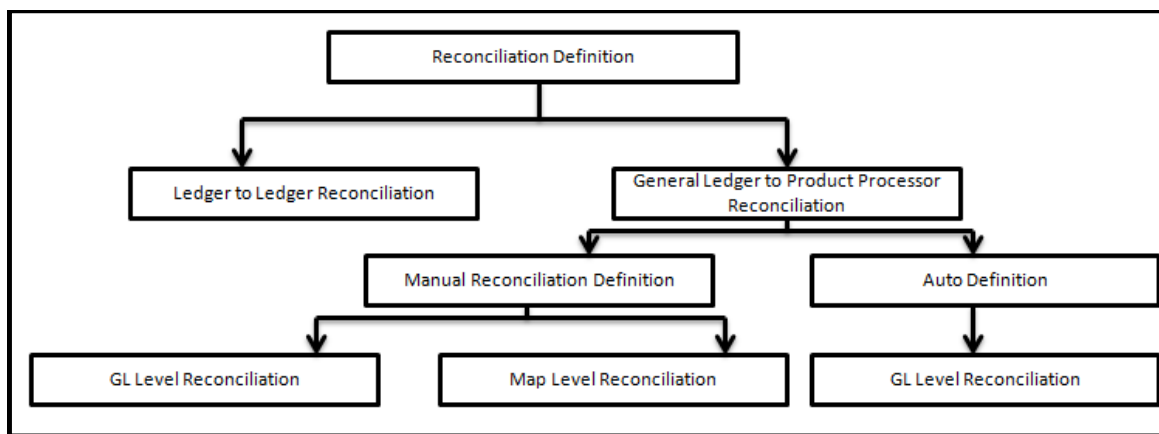 Reconciliation Definition
Ledger to Ledger Reconciliation
General Ledger to Product Processor
Reconciliation
Manual Reconciliation Definition
Auto Definition
GL Level Reconciliation
Map Level Reconciliation
GL Level Reconciliation